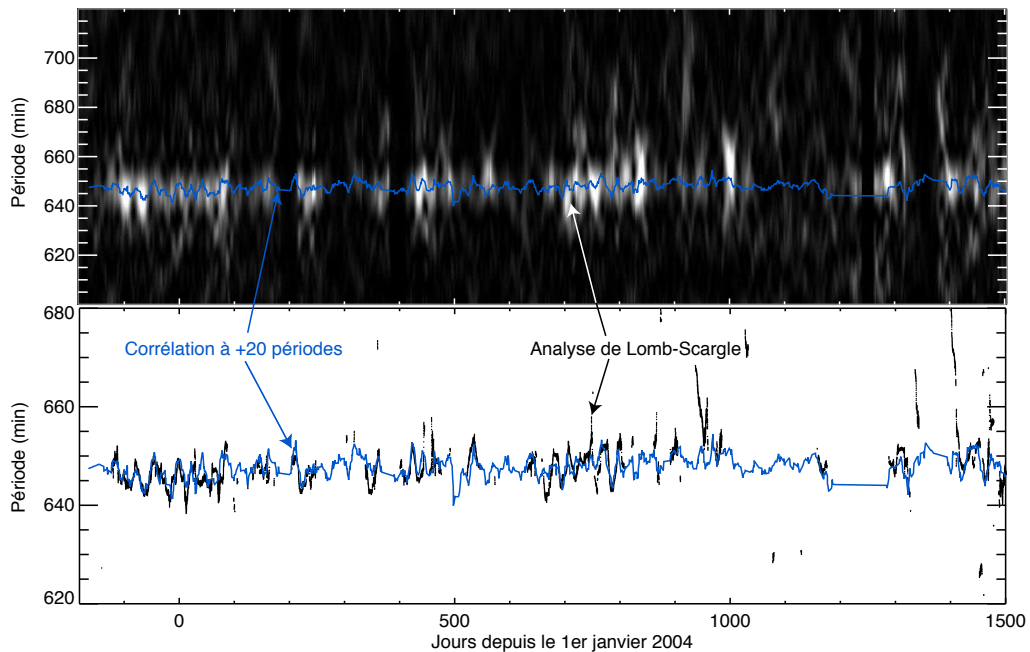 700
680
660
640
620
Période (min)
680
660
640
620
Période (min)
Corrélation à +20 périodes
Analyse de Lomb-Scargle
0
500
1000
1500
Jours depuis le 1er janvier 2004